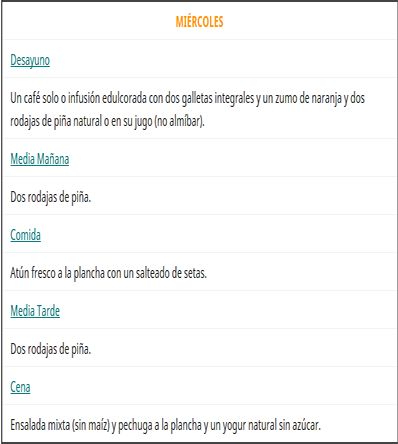 MIÉRCOLES
Desayuno
Un café solo o infusión edulcorada con dos galletas integrales y un zumo de naranja y dos
rodajas de piña natural o en su jugo (no almíbar).
Media Mañana
Dos rodajas de piña.
Comida
Atún fresco a la plancha con un salteado de setas.
Media Tarde
Dos rodajas de piña.
Cena
Ensalada mixta (sin maíz) y pechuga a la plancha y un yogur natural sin azúcar.